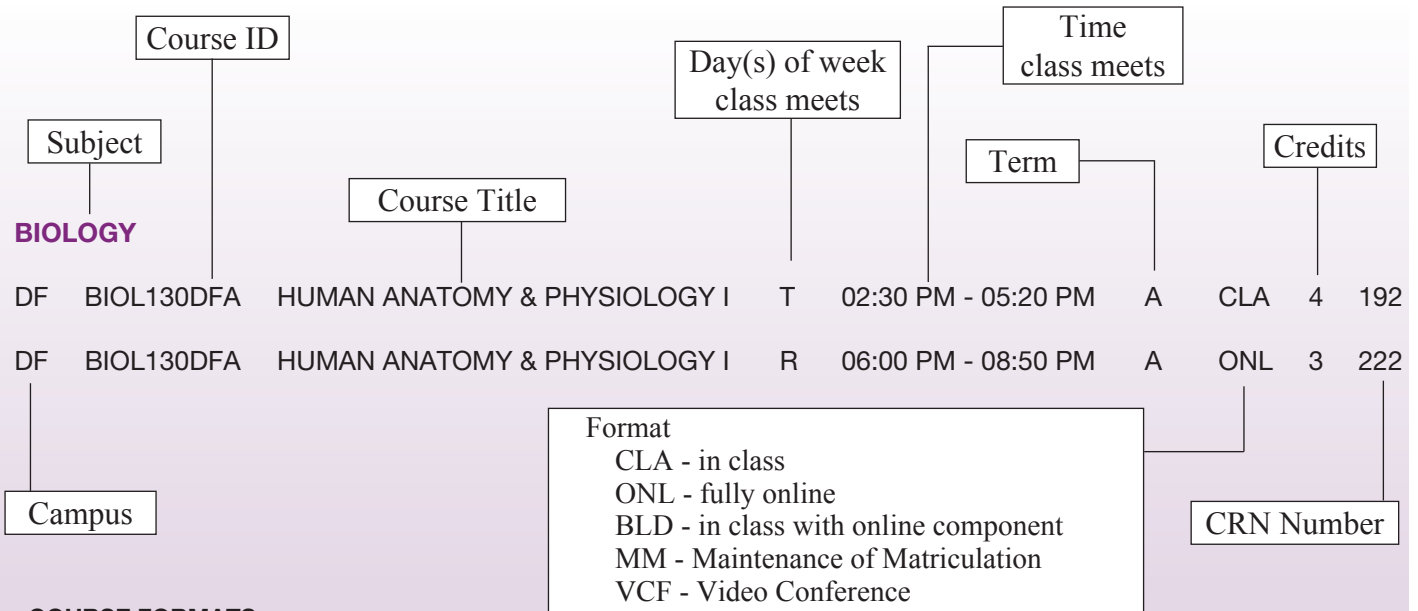 Course ID
Time
class meets
Day(s) of week
class meets
Subject
Credits
Term
Course Title
BIOLOGY
DF BIOL130DFA HUMAN ANATOMY & PHYSIOLOGY I T 02:30 PM - 05:20 PM A CLA 4 192
DF BIOL130DFA HUMAN ANATOMY & PHYSIOLOGY I R 06:00 PM - 08:50 PM A ONL 3 222
Format
CLA - in class
ONL - fully online
BLD - in class with online component
MM - Maintenance of Matriculation
VCF - Video Conference
Campus
CRN Number
COURSE FORMATS